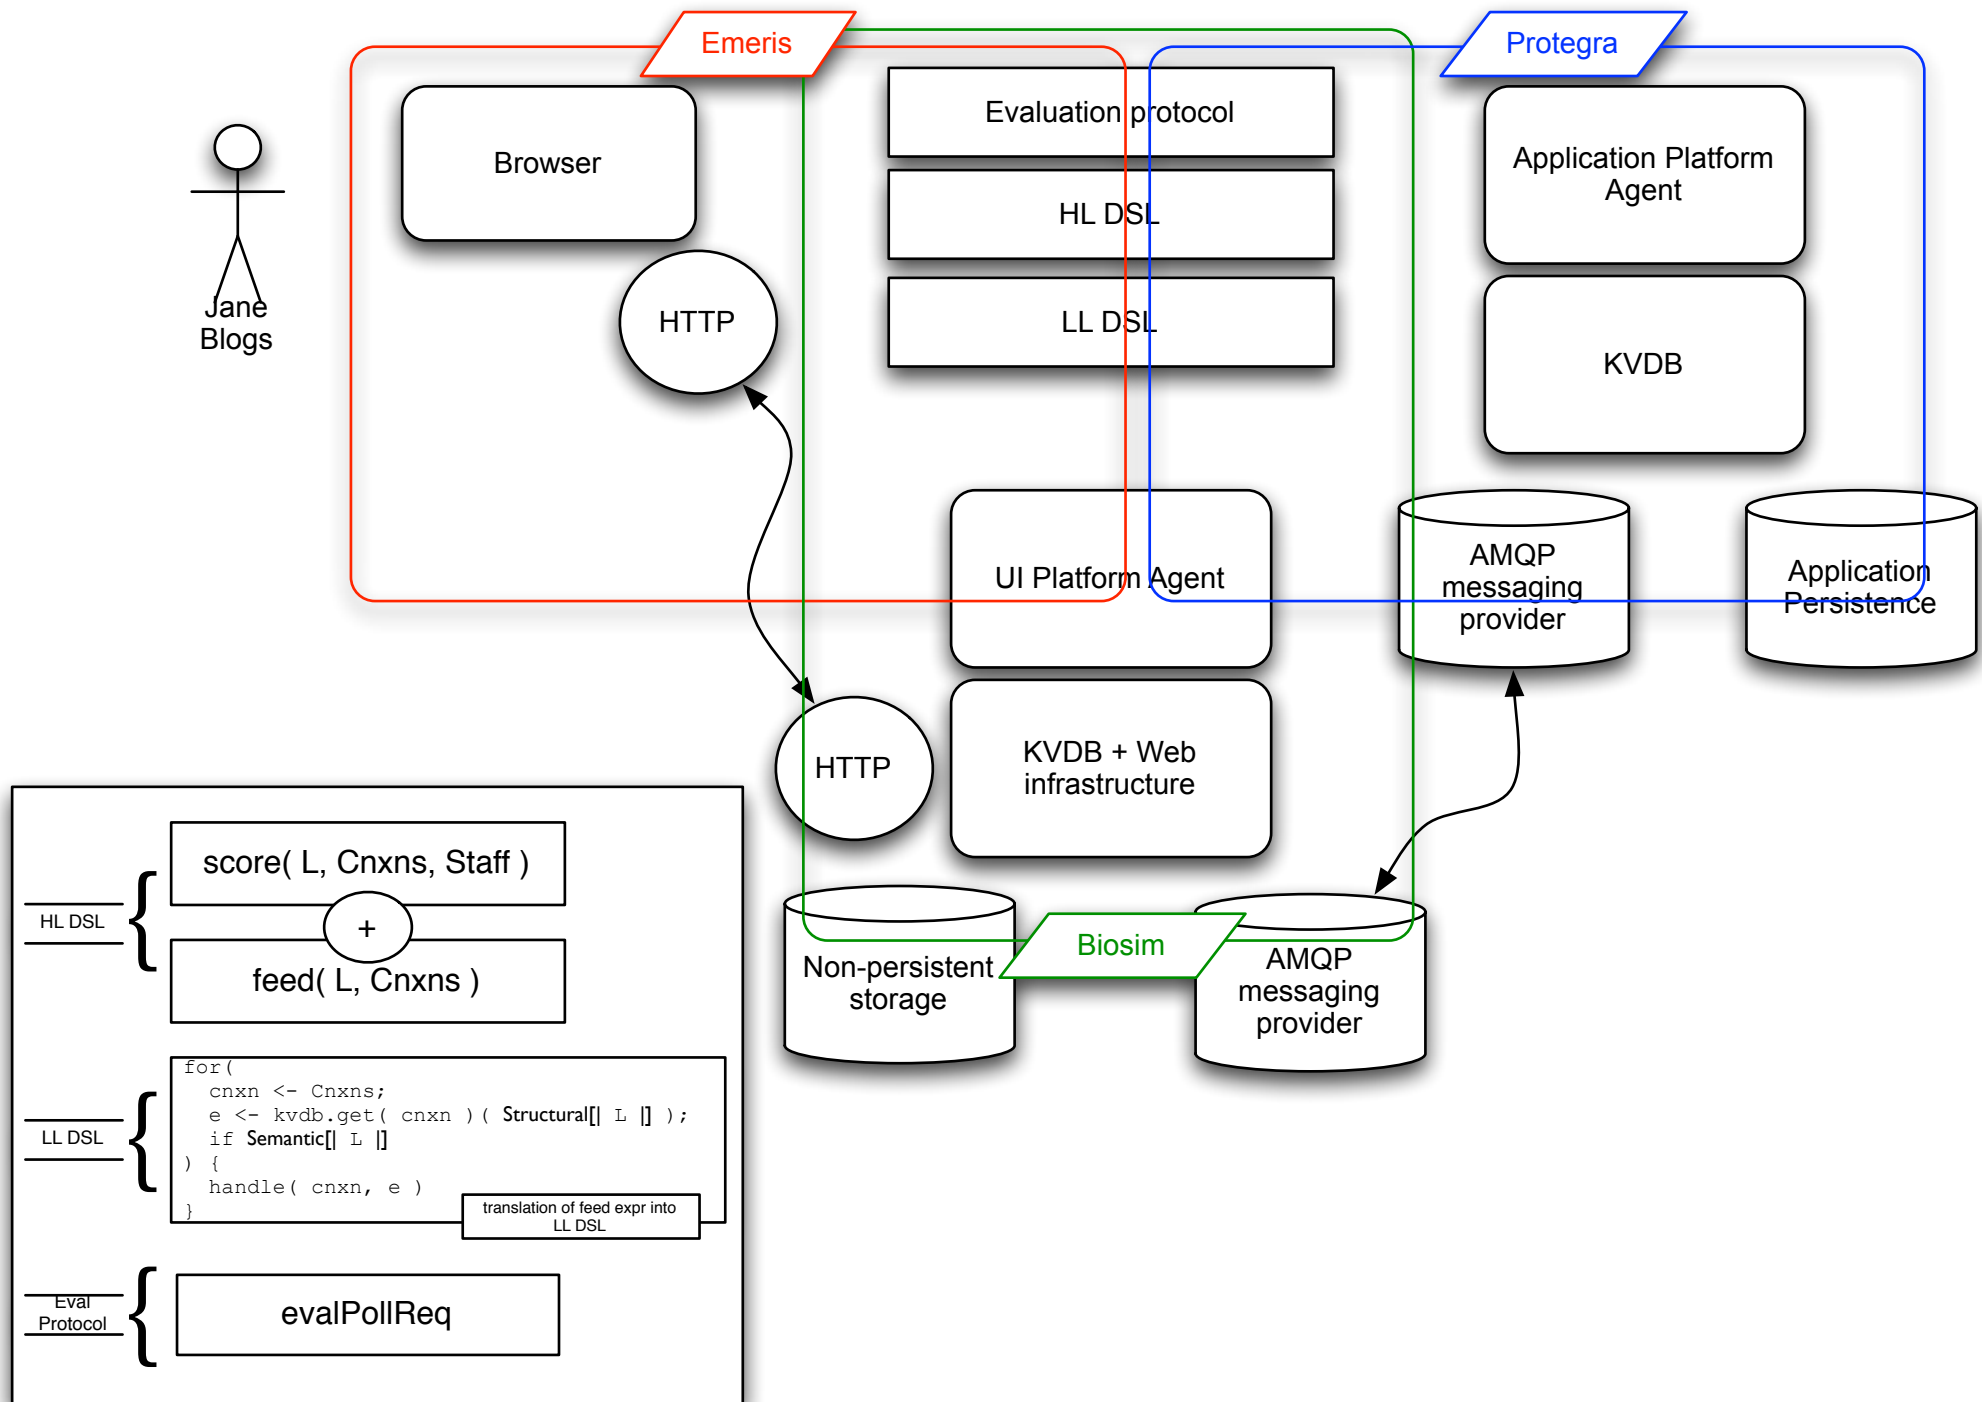 Emeris
Protegra
Browser
Evaluation protocol
Application Platform
Agent
HL DSL
Jane
Blogs
HTTP
LL DSL
KVDB
UI Platform Agent
AMQP
messaging
provider
Application
Persistence
HTTP
KVDB + Web
infrastructure
Non-persistent
storage
Biosim
AMQP
messaging
provider
HL DSL
score( L, Cnxns, Staff )
+
feed( L, Cnxns )
LL DSL
for(
  cnxn <- Cnxns;
  e <- kvdb.get( cnxn )( Structural[| L |] );
  if Semantic[| L |]
) {
  handle( cnxn, e )
}
translation of feed expr into
LL DSL
Eval
Protocol
evalPollReq